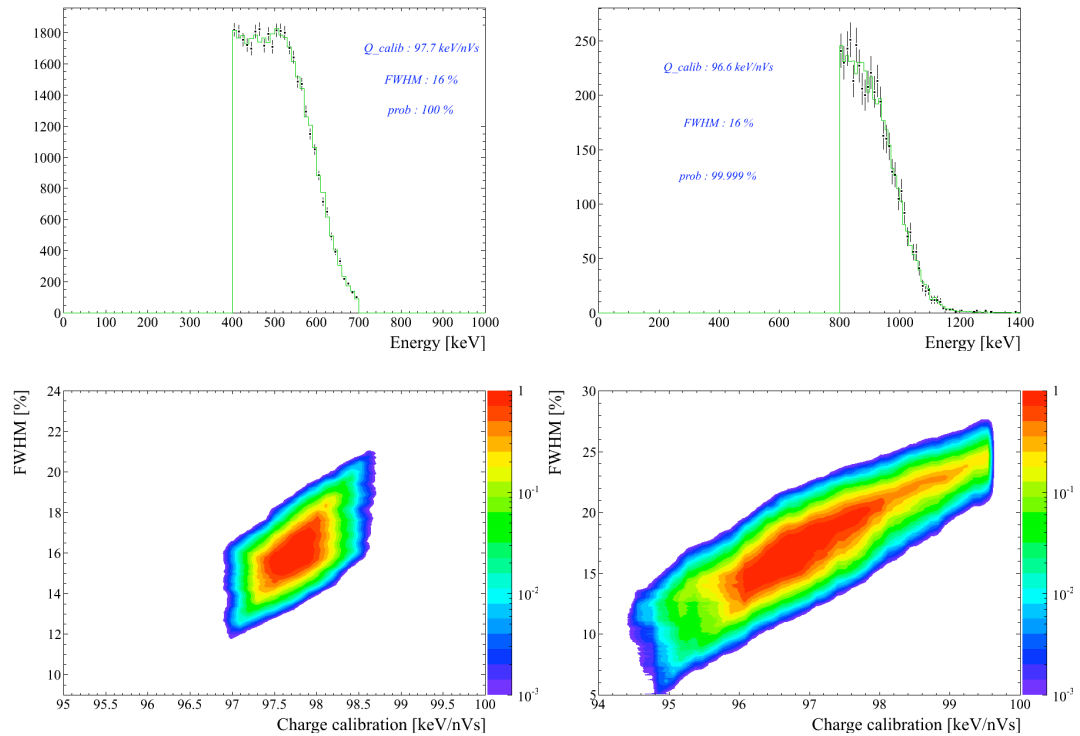 1800
1600
1400
1200
1000
800
600
400
200
0
Q_calib : 97.7 keV/nVs
FWHM : 16 %
prob : 100 %
0 100 200 300 400 500 600 700 800 900 1000
Energy [keV]
250
200
150
100
50
0
Q_calib : 96.6 keV/nVs
FWHM : 16 %
prob : 99.999 %
0 200 400 600 800 1000 1200 1400
Energy [keV]
FWHM [%]
24
22
20
18
16
14
12
10
1
10-1
10-2
10-3
95 95.5 96 96.5 97 97.5 98 98.5 99 99.5 100
Charge calibration [keV/nVs]
FWHM [%]
30
25
20
15
10
5
1
10-1
10-2
10-3
94 95 96 97 98 99 100
Charge calibration [keV/nVs]